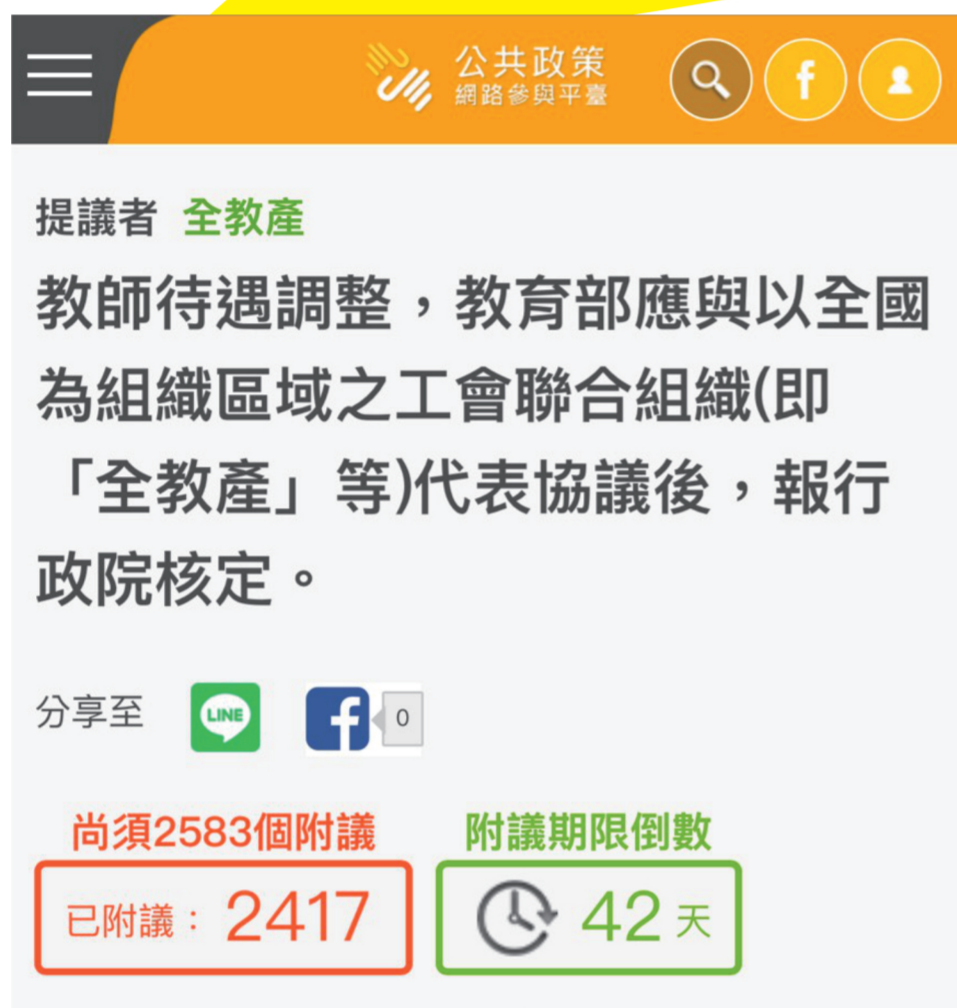 公共政策
網路參與平臺
f
提議者 全教產
教師待遇調整，教育部應與以全國
為組織區域之工會聯合組織(即
「全教產」等)代表協議後，報行
政院核定。
分享至 LINE f 0
尚須2583個附議 附議期限倒數
已附議： 2417 42 天